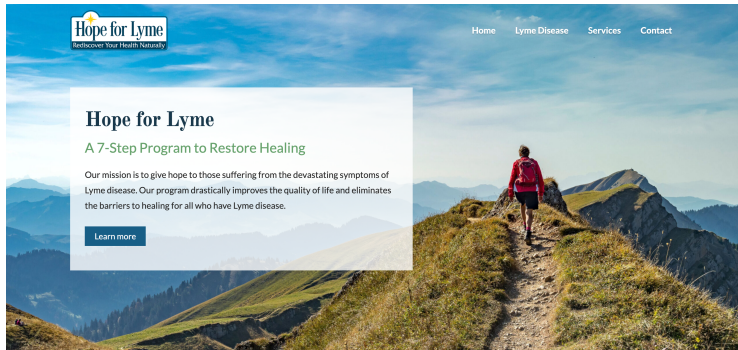 Hope for Lyme
Rediscover Your Health Naturally
Home
Lyme Disease
Services
Contact
Hope for Lyme
A 7-Step Program to Restore Healing
Our mission is to give hope to those suffering from the devastating symptoms of
Lyme disease. Our program drastically improves the quality of life and eliminates
the barriers to healing for all who have Lyme disease.
Learn more